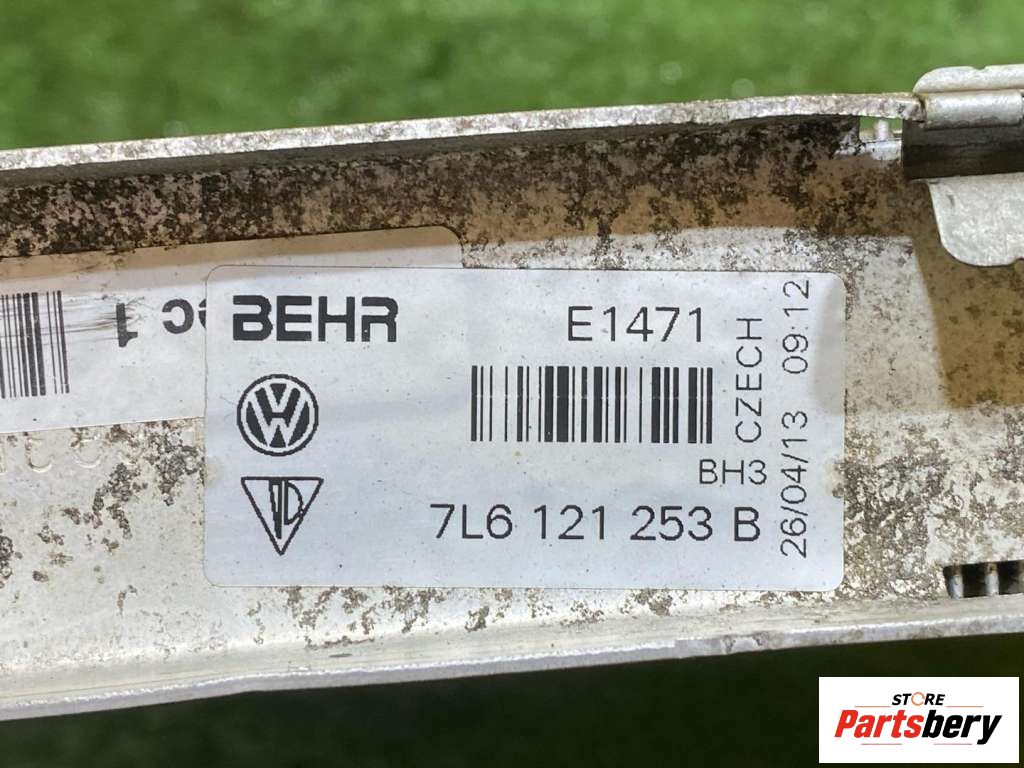 BEHR
E1471
CZECH
26/04/13 09:12
BH3
7L6 121 253 B
STORE
Partsbery